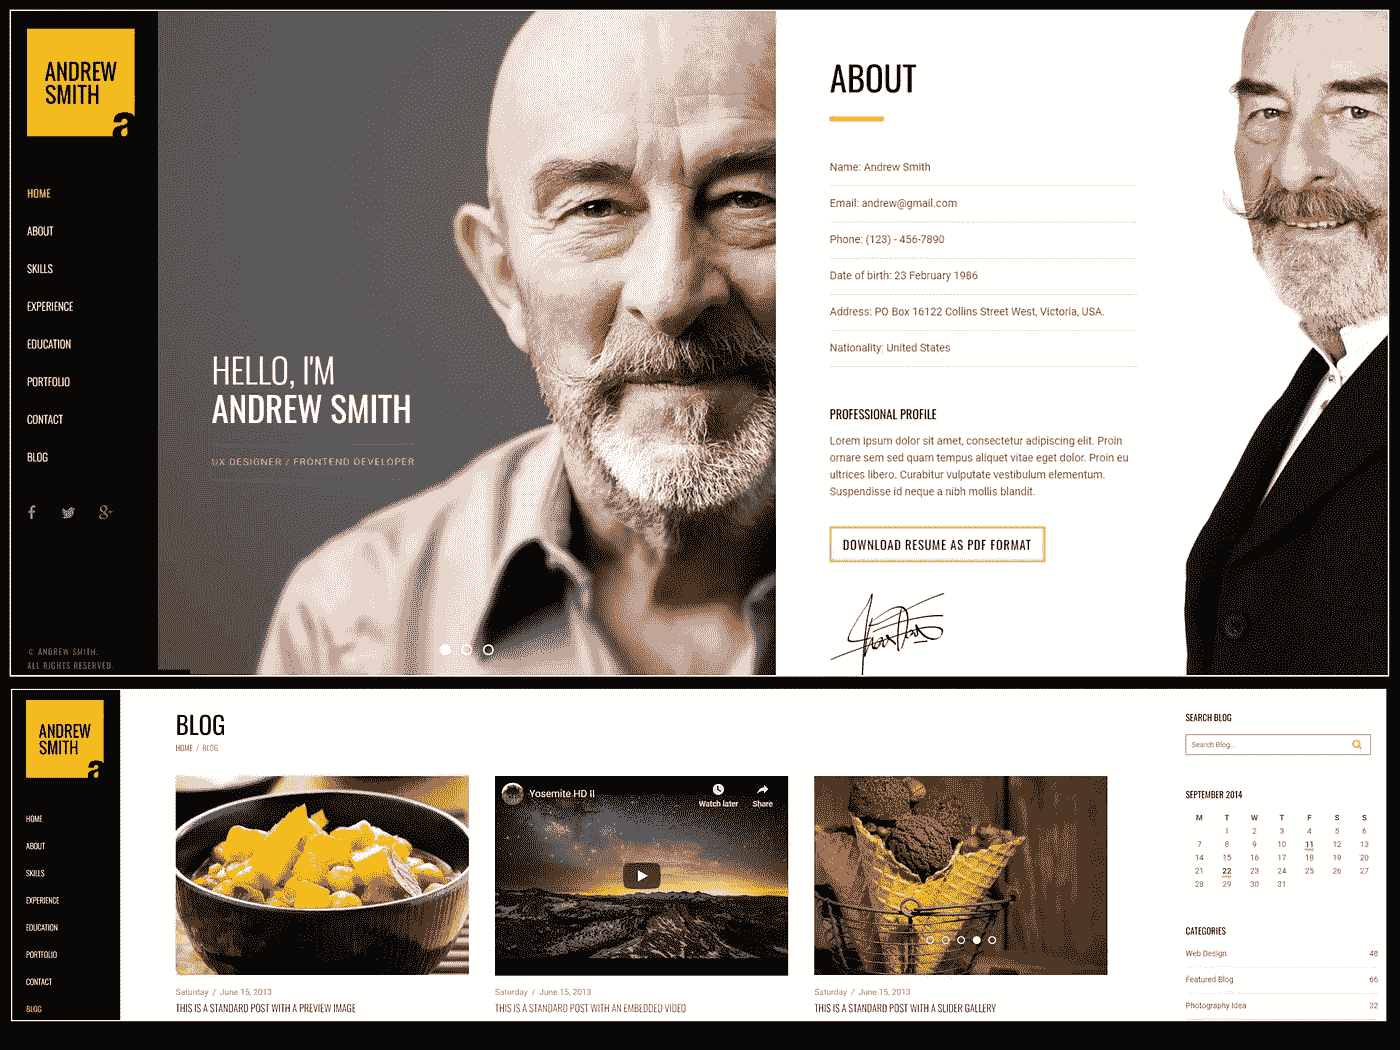 ANDREW
SMITH
a
HOME
ABOUT
SKILLS
EXPERIENCE
EDUCATION
PORTFOLIO
CONTACT
BLOG
© ANDREW SMITH.
ALL RIGHTS RESERVED.
HELLO, I'M
ANDREW SMITH
UX DESIGNER / FRONTEND DEVELOPER
ABOUT
Name: Andrew Smith
Email: andrew@gmail.com
Phone: (123) - 456-7890
Date of birth: 23 February 1986
Address: PO Box 16122 Collins Street West, Victoria, USA.
Nationality: United States
PROFESSIONAL PROFILE
Lorem ipsum dolor sit amet, consectetur adipiscing elit. Proin
ornare sem sed quam tempus aliquet vitae eget dolor. Proin eu
ultrices libero. Curabitur vulputate vestibulum elementum.
Suspendisse id neque a nibh mollis blandit.
DOWNLOAD RESUME AS PDF FORMAT
ANDREW
SMITH
a
HOME
ABOUT
SKILLS
EXPERIENCE
EDUCATION
PORTFOLIO
CONTACT
BLOG
BLOG
HOME / BLOG
Yosemite HD II
Watch later Share
Saturday / June 15, 2013
THIS IS A STANDARD POST WITH A PREVIEW IMAGE
Saturday / June 15, 2013
THIS IS A STANDARD POST WITH AN EMBEDDED VIDEO
Saturday / June 15, 2013
THIS IS A STANDARD POST WITH A SLIDER GALLERY
SEARCH BLOG
Search Blog...
SEPTEMBER 2014
M T W T F S S
1 2 3 4 5 6
7 8 9 10 11 12 13
14 15 16 17 18 19 20
21 22 23 24 25 26 27
28 29 30 31
CATEGORIES
Web Design 48
Featured Blog 66
Photography Idea 32